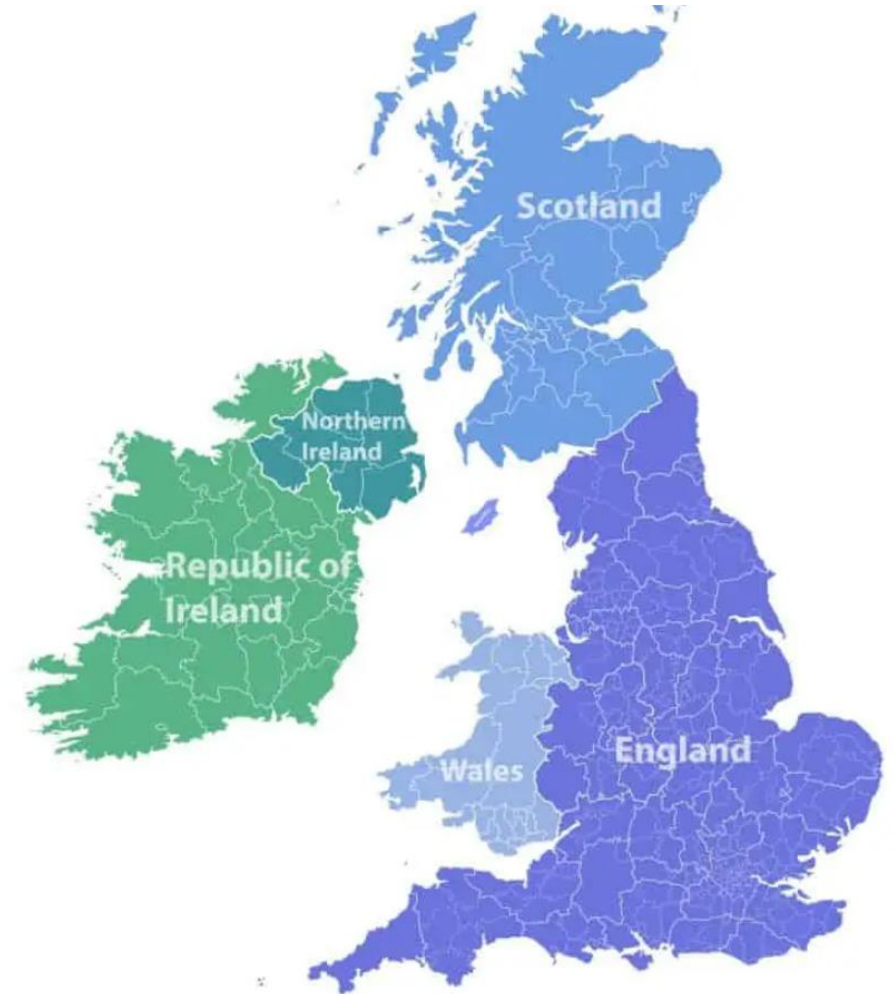 Scotland
Northern
Ireland
Republic of
Ireland
England
Wales